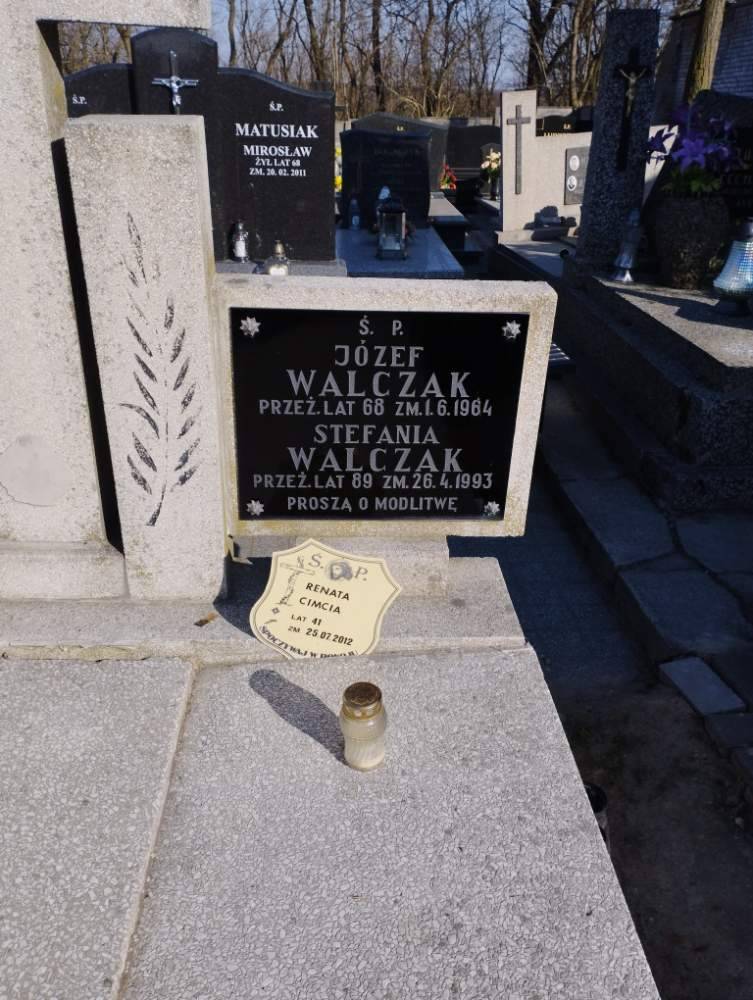 Ś.P.
Ś.P.
MATUSIAK
MIROSŁAW
ŻYŁ LAT 68
ZM. 20.02.2011
Ś. P.
JÓZEF
WALCZAK
PRZEŻ. LAT 68 ZM.1.6.1964
STEFANIA
WALCZAK
PRZEŻ. LAT 89 ZM.26.4.1993
PROSZĄ O MODLITWĘ
Ś. P.
RENATA
CIMCIA
LAT 41
ZM 25.07.2012
SPOCZYWAJ W